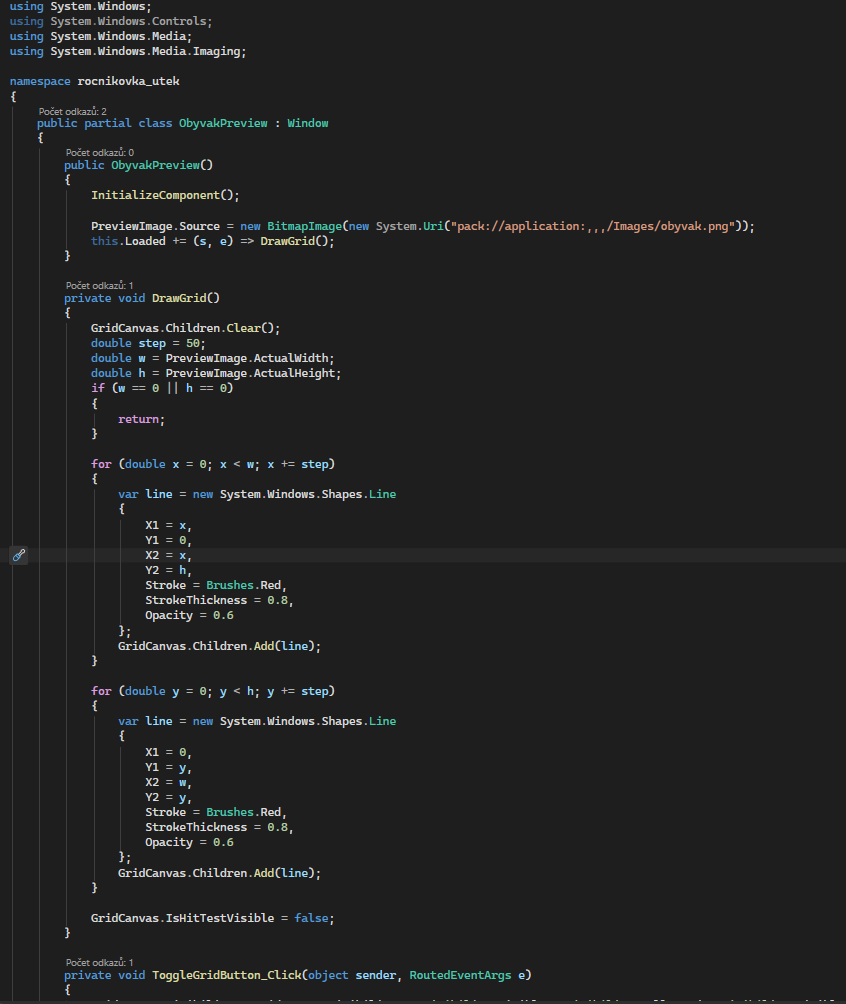 using System.Windows;
using System.Windows.Controls;
using System.Windows.Media;
using System.Windows.Media.Imaging;
namespace rocnikovka_utek
{
Počet odkazů: 2
public partial class ObyvakPreview : Window
{
Počet odkazů: 0
public ObyvakPreview()
{
InitializeComponent();
PreviewImage.Source = new BitmapImage(new System.Uri("pack://application:,,,/Images/obyvak.png"));
this.Loaded += (s, e) => DrawGrid();
}
Počet odkazů: 1
private void DrawGrid()
{
GridCanvas.Children.Clear();
double step = 50;
double w = PreviewImage.ActualWidth;
double h = PreviewImage.ActualHeight;
if (w == 0 || h == 0)
{
return;
}
for (double x = 0; x < w; x += step)
{
var line = new System.Windows.Shapes.Line
{
X1 = x,
Y1 = 0,
X2 = x,
Y2 = h,
Stroke = Brushes.Red,
StrokeThickness = 0.8,
Opacity = 0.6
};
GridCanvas.Children.Add(line);
}
for (double y = 0; y < h; y += step)
{
var line = new System.Windows.Shapes.Line
{
X1 = 0,
Y1 = y,
X2 = w,
Y2 = y,
Stroke = Brushes.Red,
StrokeThickness = 0.8,
Opacity = 0.6
};
GridCanvas.Children.Add(line);
}
GridCanvas.IsHitTestVisible = false;
}
Počet odkazů: 1
private void ToggleGridButton_Click(object sender, RoutedEventArgs e)
{